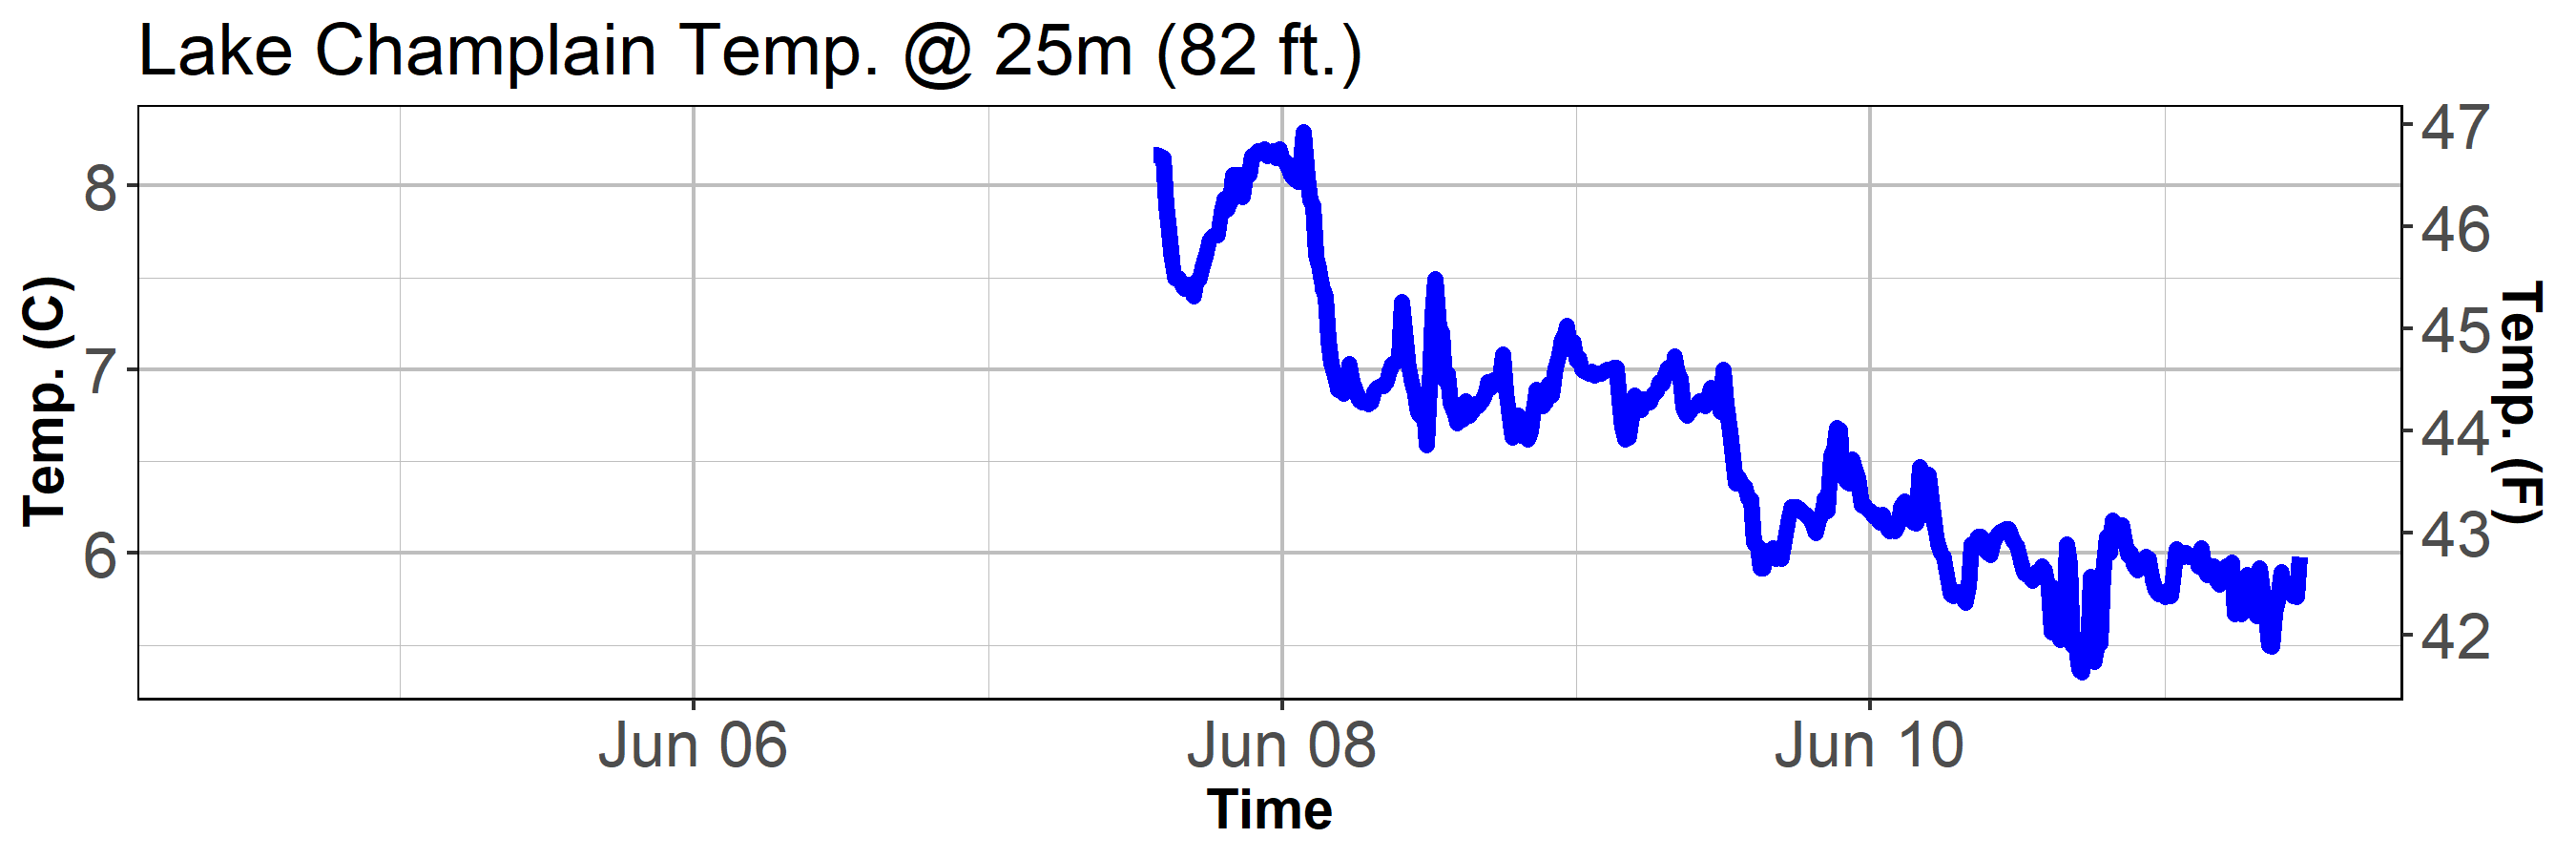 Lake Champlain Temp. @ 25m (82 ft.)
Temp. (C)
8
7
6
47
46
45
44
43
42
Temp. (F)
Jun 06
Jun 08
Jun 10
Time